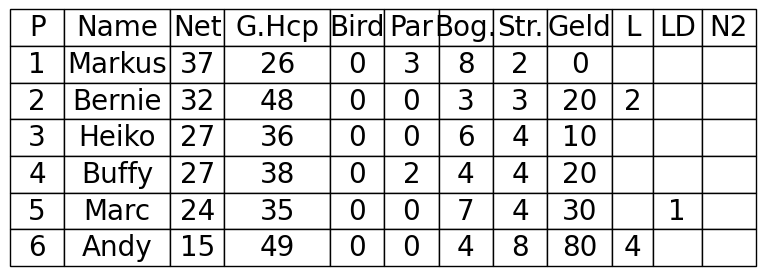 P Name Net G.Hcp Bird Par Bog. Str. Geld L LD N2
1 Markus 37 26 0 3 8 2 0
2 Bernie 32 48 0 0 3 3 20 2
3 Heiko 27 36 0 0 6 4 10
4 Buffy 27 38 0 2 4 4 20
5 Marc 24 35 0 0 7 4 30 1
6 Andy 15 49 0 0 4 8 80 4